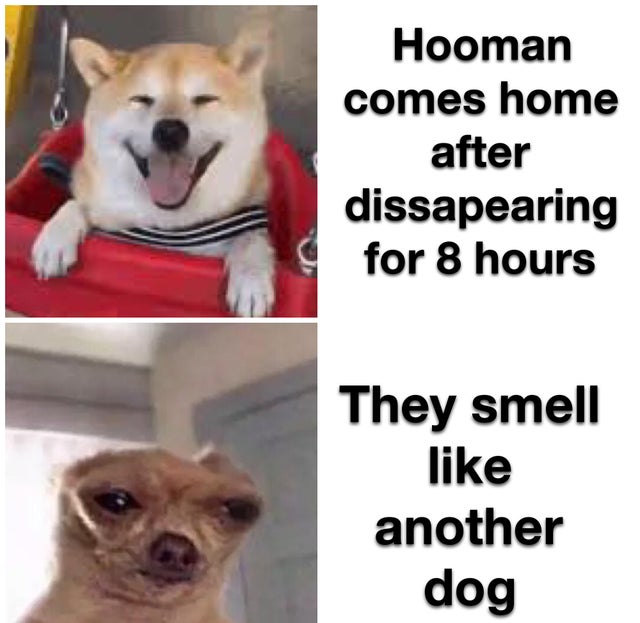 Hooman
comes home
after
dissapearing
for 8 hours
They smell
like
another
dog